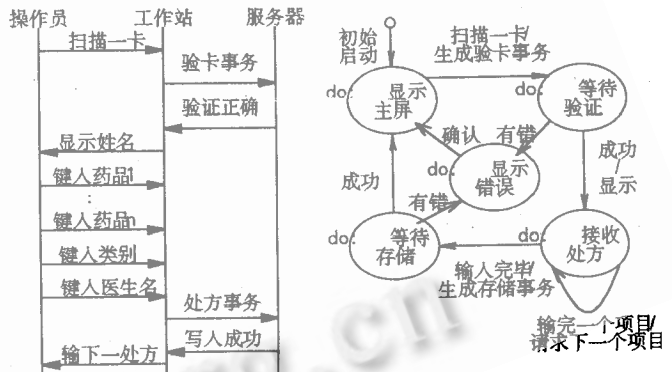 操作员
工作站
服务器
扫描一卡
验卡事务
验证正确
显示姓名
键入药品1
:
键入药品n
键入类别
键入医生名
处方事务
写入成功
输下一处方
初始
启动
扫描一卡/
生成验卡事务
do:
显示
主屏
do:
等待
验证
确认
有错
do:
显示
错误
成功
/
显示
成功
有错
do:
等待
存储
do:
接收
处方
输入完毕/
生成存储事务
输完一个项目/
请求下一个项目
.cn